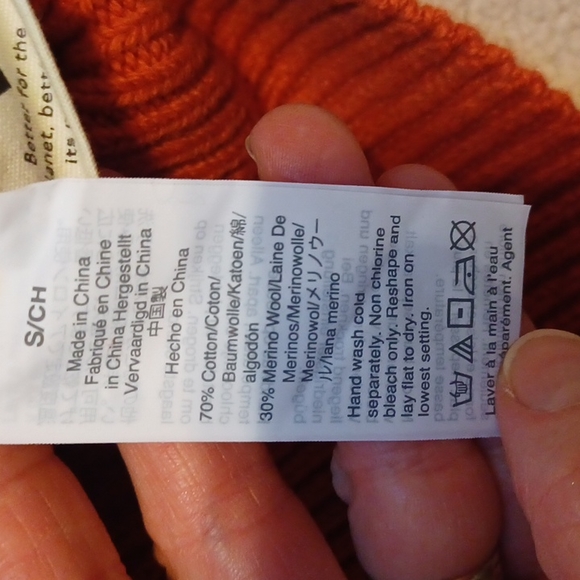 Better for the
planet, bett
its
S/CH
Made in China
Fabriqué en Chine
in China Hergestellt
Vervaardigd in China
中国製
Hecho en China
70% Cotton/Coton/
Baumwolle/Katoen/綿/
algodón
30% Merino Wool/Laine De
Merinos/Merinowolle/
Merinowol/メリノウー
ル/lana merino
Hand wash cold
separately. Non chlorine
bleach only. Reshape and
lay flat to dry. Iron on
lowest setting.
Laver à la main à l'eau
séparément. Agent